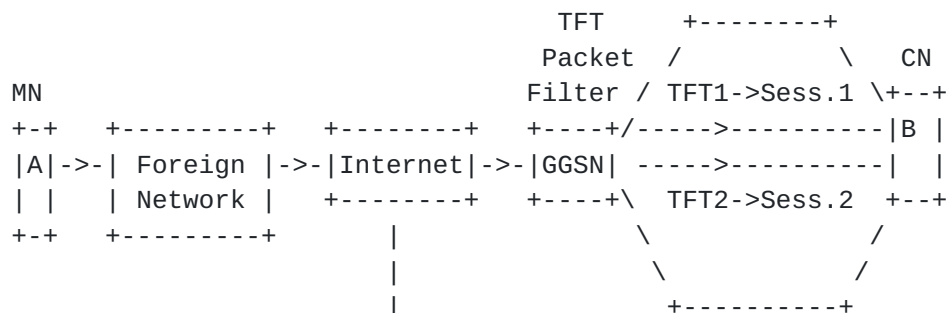 TFT     +--------+
                                         Packet  /          \   CN
      MN                                Filter / TFT1->Sess.1 \+--+
      +-+   +---------+   +--------+   +----+/----->----------|B |
      |A|->-| Foreign |->-|Internet|->-|GGSN| ----->----------|  |
      | |   | Network |   +--------+   +----+\  TFT2->Sess.2  +--+
      +-+   +---------+       |               \              /
                              |                \            /
                              |                 +----------+